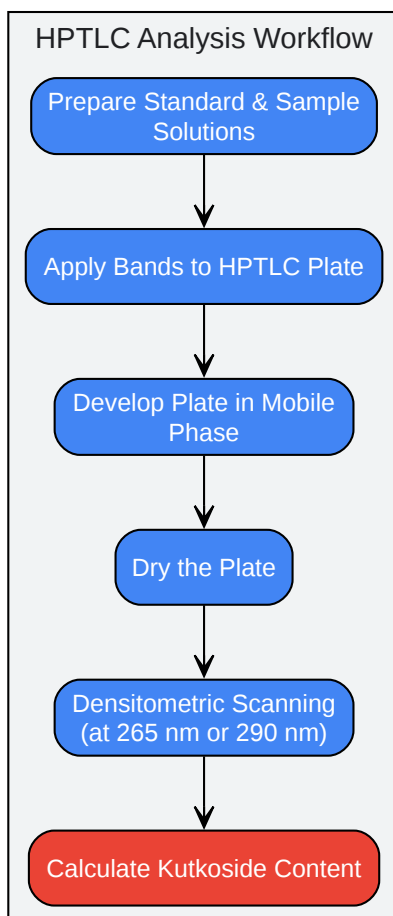 HPTLC Analysis Workflow
Prepare Standard & Sample
Solutions
Apply Bands to HPTLC Plate
Develop Plate in Mobile
Phase
Dry the Plate
Densitometric Scanning
(at 265 nm or 290 nm)
Calculate Kutkoside Content